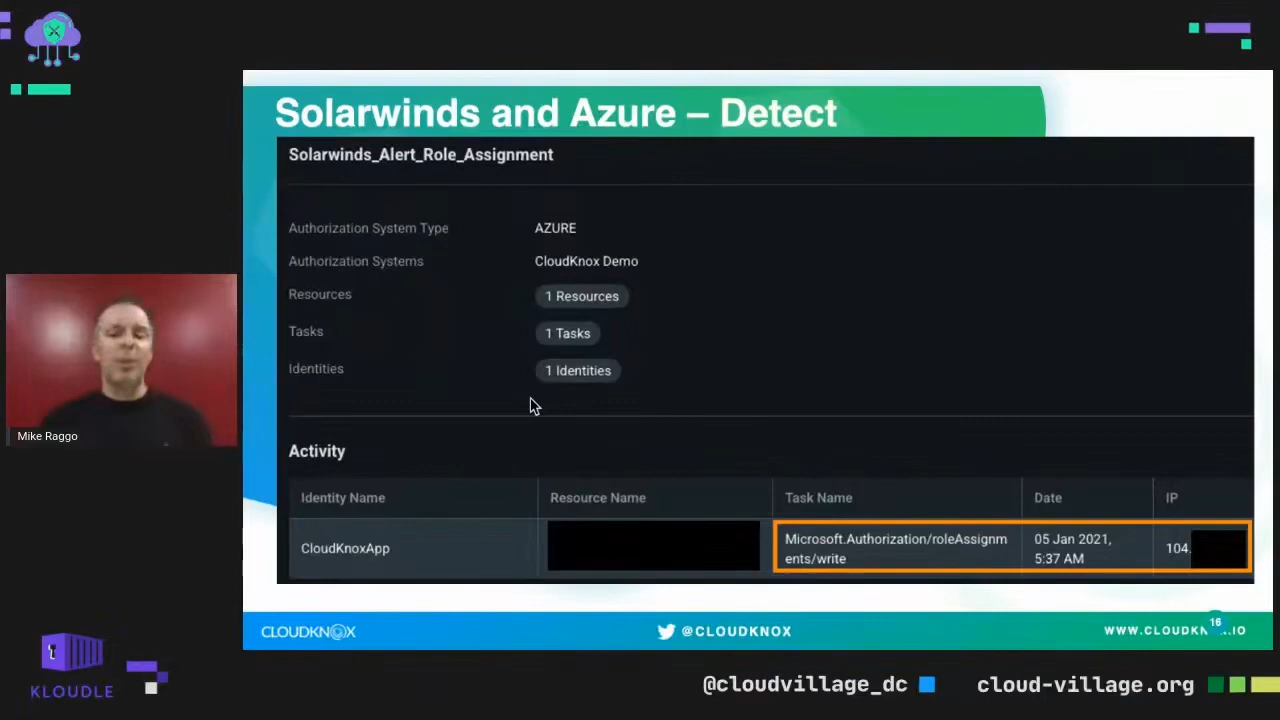 Solarwinds and Azure – Detect
Solarwinds_Alert_Role_Assignment
Authorization System Type AZURE
Authorization Systems CloudKnox Demo
Resources 1 Resources
Tasks 1 Tasks
Identities 1 Identities
Activity
Identity Name Resource Name Task Name Date IP
CloudKnoxApp Microsoft.Authorization/roleAssignm 05 Jan 2021, 104.
ents/write 5:37 AM
Mike Raggo
CLOUDKNOX @CLOUDKNOX 16
KLOUDLE
@cloudvillage_dc cloud-village.org